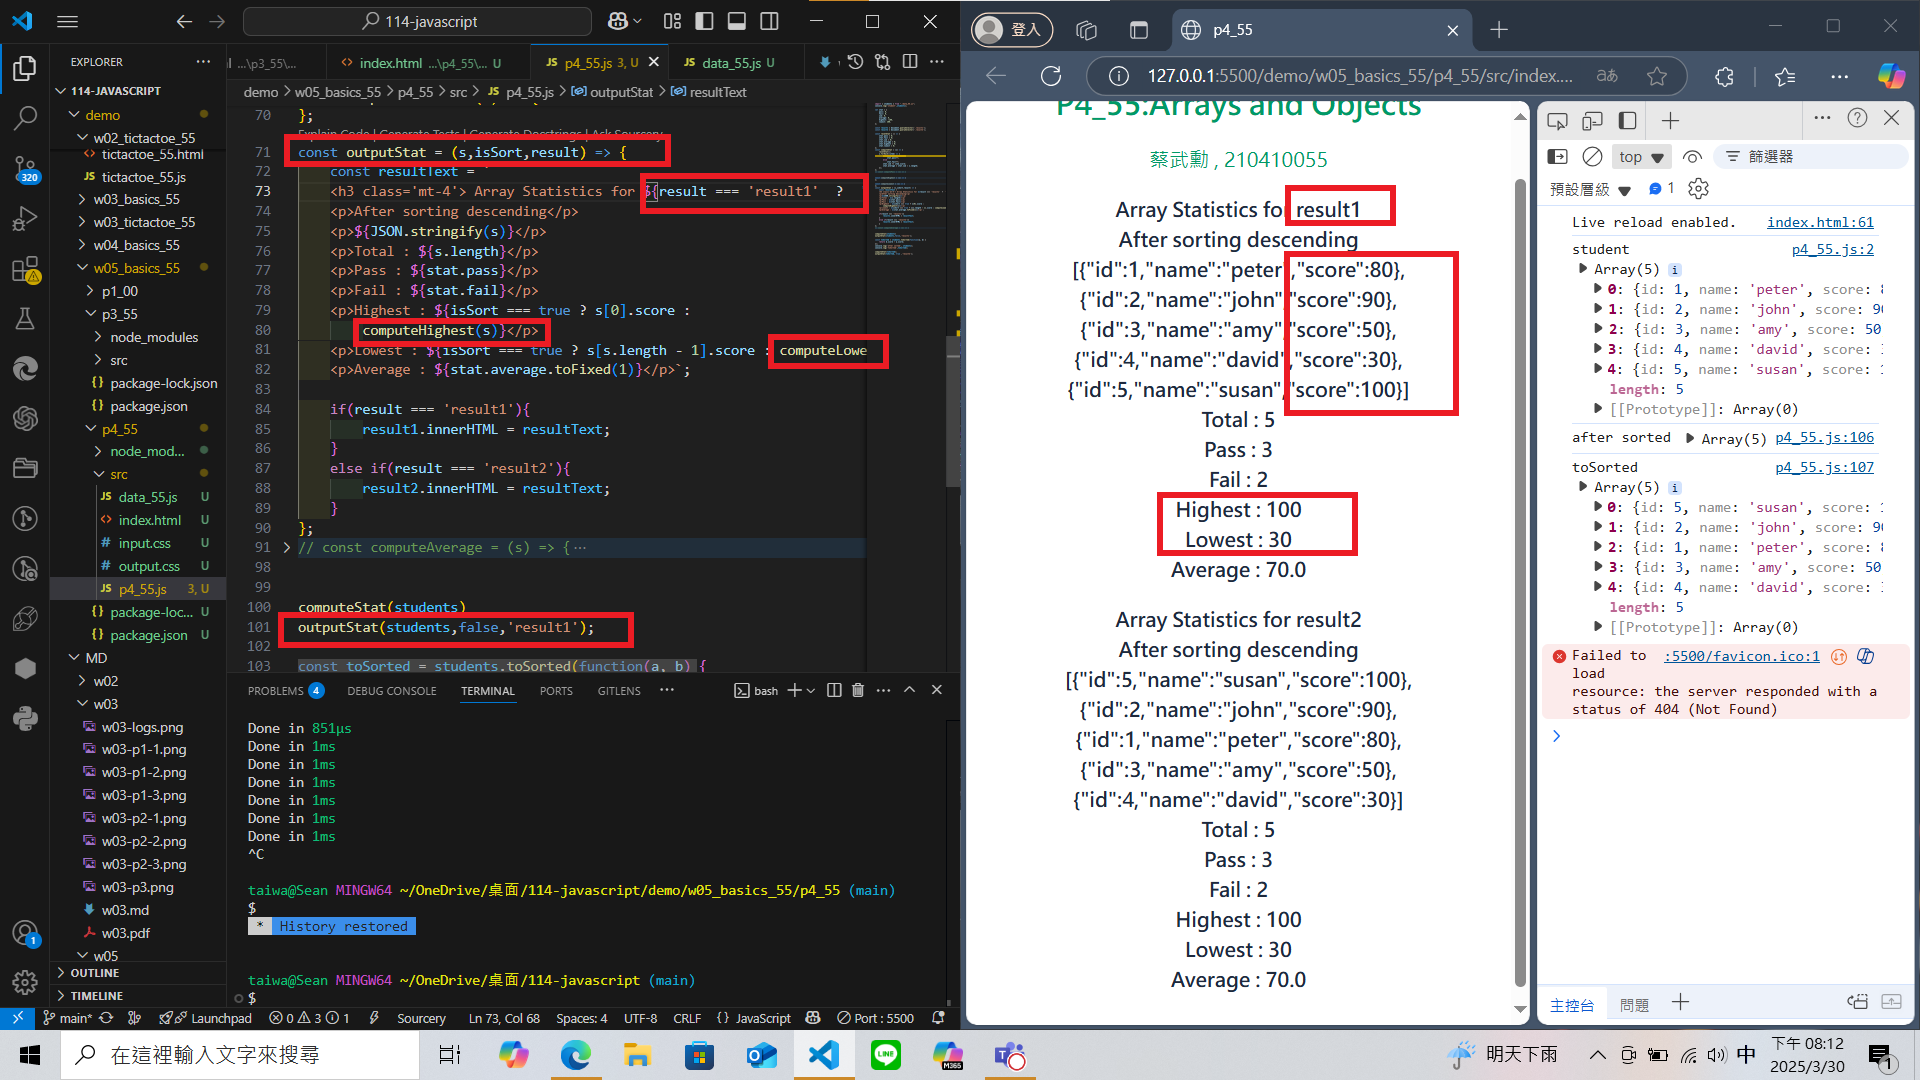 114-javascript
EXPLORER
114-JAVASCRIPT
demo
w02_tictactoe_55
tictactoe_55.html
tictactoe_55.js
w03_basics_55
w03_tictactoe_55
w04_basics_55
w05_basics_55
p1_00
p3_55
node_modules
src
package-lock.json
package.json
p4_55
node_mod...
src
data_55.js U
index.html U
input.css U
output.css U
p4_55.js 3, U
package-loc... U
package.json U
MD
w02
w03
w03-logs.png
w03-p1-1.png
w03-p1-2.png
w03-p1-3.png
w03-p2-1.png
w03-p2-2.png
w03-p2-3.png
w03-p3.png
w03.md
w03.pdf
w05
OUTLINE
TIMELINE
320
1
...\p3_55\...
index.html ...\p4_55\... U
p4_55.js 3, U
data_55.js U
demo > w05_basics_55 > p4_55 > src > p4_55.js > outputStat > resultText
70 };
Explain Code | Generate Tests | Generate Docstrings | Ask Sourcery
71 const outputStat = (s,isSort,result) => {
72 const resultText = `
73 <h3 class='mt-4'> Array Statistics for ${result === 'result1' ?
74 <p>After sorting descending</p>
75 <p>${JSON.stringify(s)}</p>
76 <p>Total : ${s.length}</p>
77 <p>Pass : ${stat.pass}</p>
78 <p>Fail : ${stat.fail}</p>
79 <p>Highest : ${isSort === true ? s[0].score :
80 computeHighest(s)}</p>
81 <p>Lowest : ${isSort === true ? s[s.length - 1].score : computeLowe
82 <p>Average : ${stat.average.toFixed(1)}</p>`;
83
84 if(result === 'result1'){
85 result1.innerHTML = resultText;
86 }
87 else if(result === 'result2'){
88 result2.innerHTML = resultText;
89 }
90 };
91 // const computeAverage = (s) => {···
98
99
100 computeStat(students)
101 outputStat(students,false,'result1');
102
103 const toSorted = students.toSorted(function(a, b) {
PROBLEMS 4 DEBUG CONSOLE TERMINAL PORTS GITLENS bash
Done in 851µs
Done in 1ms
Done in 1ms
Done in 1ms
Done in 1ms
Done in 1ms
Done in 1ms
^C
taiwa@Sean MINGW64 ~/OneDrive/桌面/114-javascript/demo/w05_basics_55/p4_55 (main)
$
* History restored
taiwa@Sean MINGW64 ~/OneDrive/桌面/114-javascript (main)
$
main* Launchpad 0 3 1 Sourcery Ln 73, Col 68 Spaces: 4 UTF-8 CRLF {} JavaScript Port : 5500
登入
p4_55
127.0.0.1:5500/demo/w05_basics_55/p4_55/src/index....
P4_55:Arrays and Objects
蔡武勳 , 210410055
Array Statistics for result1
After sorting descending
[{"id":1,"name":"peter","score":80},
{"id":2,"name":"john","score":90},
{"id":3,"name":"amy","score":50},
{"id":4,"name":"david","score":30},
{"id":5,"name":"susan","score":100}]
Total : 5
Pass : 3
Fail : 2
Highest : 100
Lowest : 30
Average : 70.0
Array Statistics for result2
After sorting descending
[{"id":5,"name":"susan","score":100},
{"id":2,"name":"john","score":90},
{"id":1,"name":"peter","score":80},
{"id":3,"name":"amy","score":50},
{"id":4,"name":"david","score":30}]
Total : 5
Pass : 3
Fail : 2
Highest : 100
Lowest : 30
Average : 70.0
top 篩選器
預設層級 1
Live reload enabled. index.html:61
student p4_55.js:2
Array(5)
0: {id: 1, name: 'peter', score: 8
1: {id: 2, name: 'john', score: 90
2: {id: 3, name: 'amy', score: 50
3: {id: 4, name: 'david', score:
4: {id: 5, name: 'susan', score: 1
length: 5
[[Prototype]]: Array(0)
after sorted Array(5) p4_55.js:106
toSorted p4_55.js:107
Array(5)
0: {id: 5, name: 'susan', score: 1
1: {id: 2, name: 'john', score: 90
2: {id: 1, name: 'peter', score: 8
3: {id: 3, name: 'amy', score: 50
4: {id: 4, name: 'david', score:
length: 5
[[Prototype]]: Array(0)
Failed to :5500/favicon.ico:1
load
resource: the server responded with a
status of 404 (Not Found)
主控台 問題
在這裡輸入文字來搜尋
LINE
M365
明天下雨
中
下午 08:12
2025/3/30
1